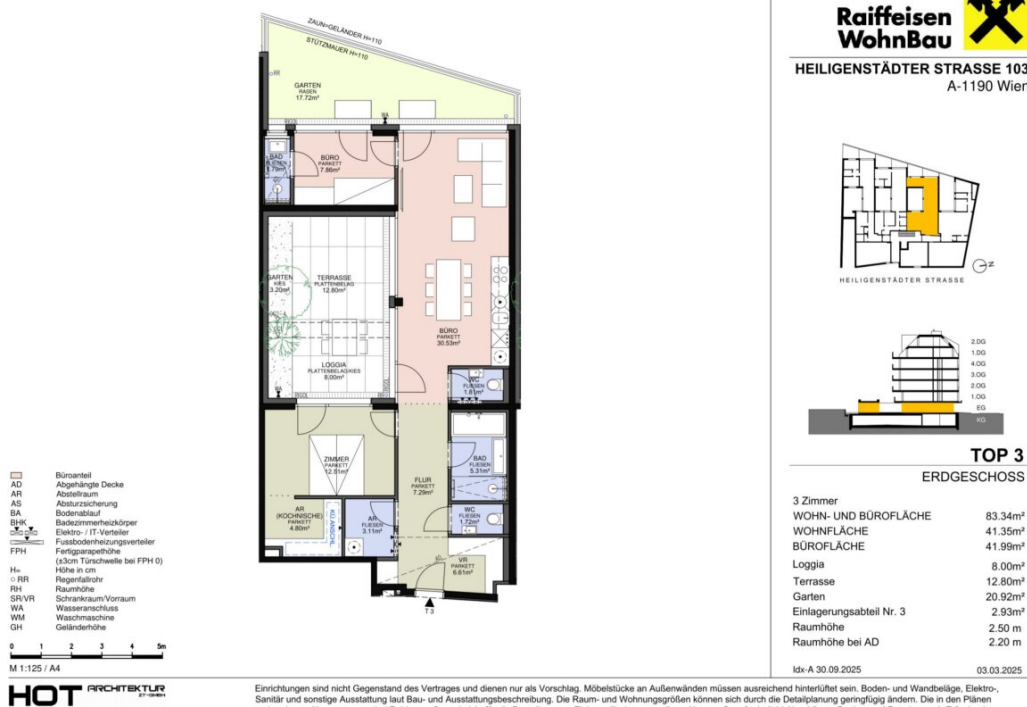 Raiffeisen
WohnBau
HEILIGENSTÄDTER STRASSE 103
A-1190 Wien
ZAUN=GELÄNDER H=110
STÜTZMAUER H=110
RR
GARTEN
RASEN
17.72m²
WA
BAD
FLIESEN
BÜRO
PARKETT
7.86m²
GARTEN
KIES
3.20m²
TERRASSE
PLATTENBELAG
12.80m²
BÜRO
PARKETT
30.53m²
LOGGIA
PLATTENBELAG/KIES
8.00m²
WA
WC
FLIESEN
1.81m²
ZIMMER
PARKETT
12.51m²
BAD
FLIESEN
5.31m²
FLUR
PARKETT
7.29m²
AR
(KOCHNISCHE)
PARKETT
4.80m²
AR
FLIESEN
3.11m²
WC
FLIESEN
1.72m²
VR
PARKETT
6.61m²
T 3
HEILIGENSTÄDTER STRASSE
Z
2.DG
1.DG
4.OG
3.OG
2.OG
1.OG
EG
KG
TOP 3
ERDGESCHOSS
3 Zimmer
WOHN- UND BÜROFLÄCHE 83.34m²
WOHNFLÄCHE 41.35m²
BÜROFLÄCHE 41.99m²
Loggia 8.00m²
Terrasse 12.80m²
Garten 20.92m²
Einlagerungsabteil Nr. 3 2.93m²
Raumhöhe 2.50 m
Raumhöhe bei AD 2.20 m
Idx-A 30.09.2025 03.03.2025
Büroanteil
AD Abgehängte Decke
AR Abstellraum
AS Absturzsicherung
BA Bodenablauf
BHK Badezimmerheizkörper
Elektro- / IT-Verteiler
Fussbodenheizungsverteiler
FPH Fertigparapethöhe
(±3cm Türschwelle bei FPH 0)
H= Höhe in cm
RR Regenfallrohr
RH Raumhöhe
SR/VR Schrankraum/Vorraum
WA Wasseranschluss
WM Waschmaschine
GH Geländerhöhe
0 1 2 3 4 5m
M 1:125 / A4
HOT ARCHITEKTUR
ZT-GMBH
Einrichtungen sind nicht Gegenstand des Vertrages und dienen nur als Vorschlag. Möbelstücke an Außenwänden müssen ausreichend hinterlüftet sein. Boden- und Wandbeläge, Elektro-,
Sanitär und sonstige Ausstattung laut Bau- und Ausstattungsbeschreibung. Die Raum- und Wohnungsgrößen können sich durch die Detailplanung geringfügig ändern. Die in den Plänen